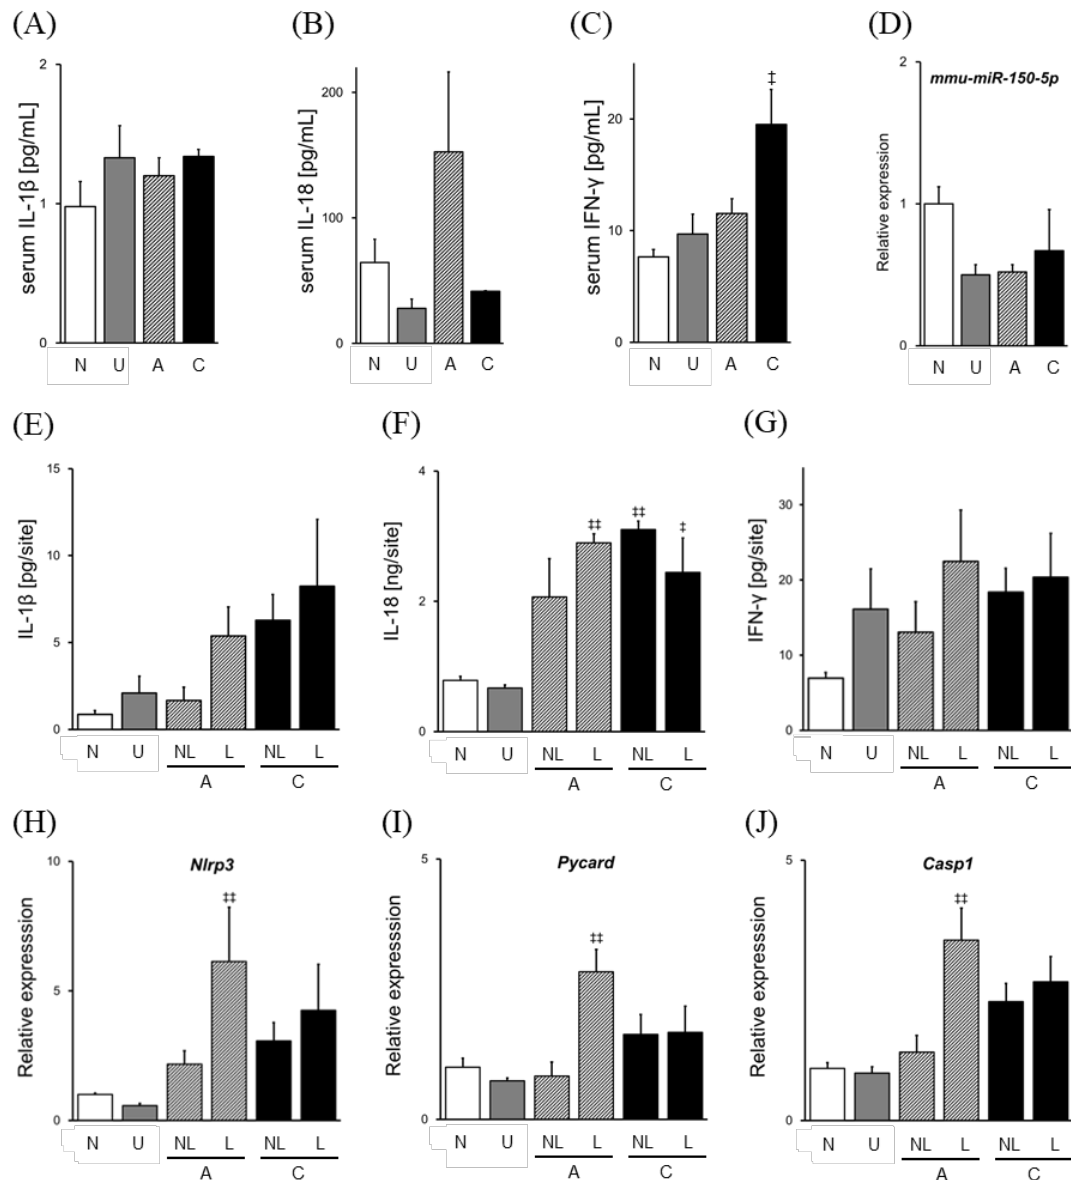 (A)
serum IL-1β [pg/mL]
2
1
0
N U A C
(B)
serum IL-18 [pg/mL]
200
100
0
N U A C
(C)
serum IFN-γ [pg/mL]
‡
20
10
0
N U A C
(D)
mmu-miR-150-5p
Relative expression
2
1
0
N U A C
(E)
IL-1β [pg/site]
15
10
5
0
N U NL L NL L
A C
(F)
IL-18 [ng/site]
4
2
0
‡‡ ‡‡ ‡
N U NL L NL L
A C
(G)
IFN-γ [pg/site]
30
20
10
0
N U NL L NL L
A C
(H)
Nlrp3
Relative expresssion
10
5
0
‡‡
N U NL L NL L
A C
(I)
Pycard
Relative expresssion
5
0
‡‡
N U NL L NL L
A C
(J)
Casp1
Relative expresssion
5
0
‡‡
N U NL L NL L
A C